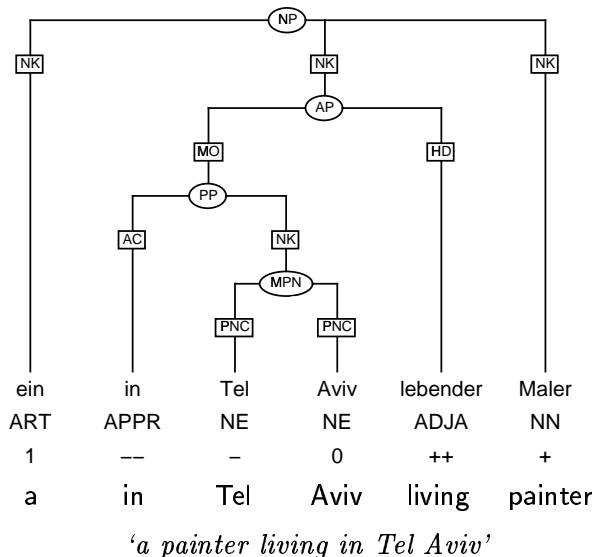 NP
NK NK NK
AP
MO HD
PP
AC NK
MPN
PNC PNC
ein in Tel Aviv lebender Maler
ART APPR NE NE ADJA NN
1 –– – 0 ++ +
a in Tel Aviv living painter
‘a painter living in Tel Aviv’